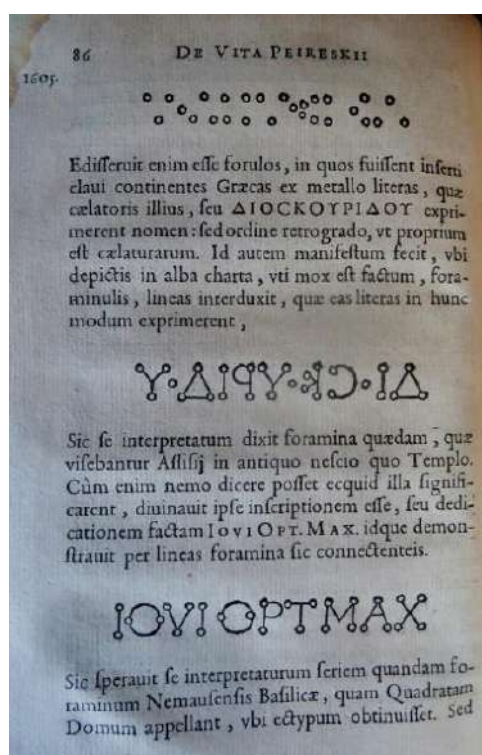 86 DE VITA PEIRESKII
1605.
Edisseruit enim esse forulos, in quos fuissent inserti
claui continentes Græcas ex metallo literas, quæ
cælatoris illius, seu ΔΙΟΣΚΟΥΡΙΔΟΥ expri-
merent nomen: sed ordine retrogrado, vt proprium
est cælaturarum. Id autem manifestum fecit, vbi
depictis in alba charta, vti mox est factum, fora-
minulis, lineas interduxit, quæ eas literas in hunc
modum exprimerent,
Sic se interpretatum dixit foramina quædam, quæ
visebantur Assisij in antiquo nescio quo Templo.
Cùm enim nemo dicere posset ecquid illa signifi-
carent, diuinauit ipse inscriptionem esse, seu dedi-
cationem factam IOVI OPT. MAX. idque demon-
strauit per lineas foramina sic connectenteis.
IOVI OPTMAX
Sic sperauit se interpretaturum seriem quandam fo-
raminum Nemausensis Basilicæ, quam Quadratam
Domum appellant, vbi ectypum obtinuisset. Sed